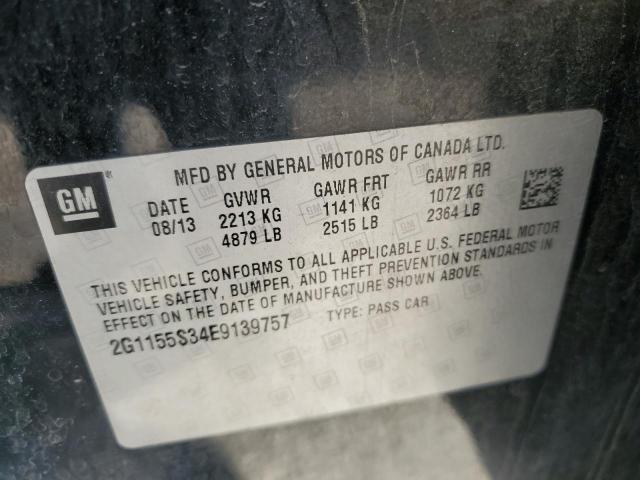 MFD BY GENERAL MOTORS OF CANADA LTD.
GM
DATE GVWR GAWR FRT GAWR RR
08/13 2213 KG 1141 KG 1072 KG
4879 LB 2515 LB 2364 LB
THIS VEHICLE CONFORMS TO ALL APPLICABLE U.S. FEDERAL MOTOR
VEHICLE SAFETY, BUMPER, AND THEFT PREVENTION STANDARDS IN
EFFECT ON THE DATE OF MANUFACTURE SHOWN ABOVE.
2G1155S34E9139757 TYPE: PASS CAR